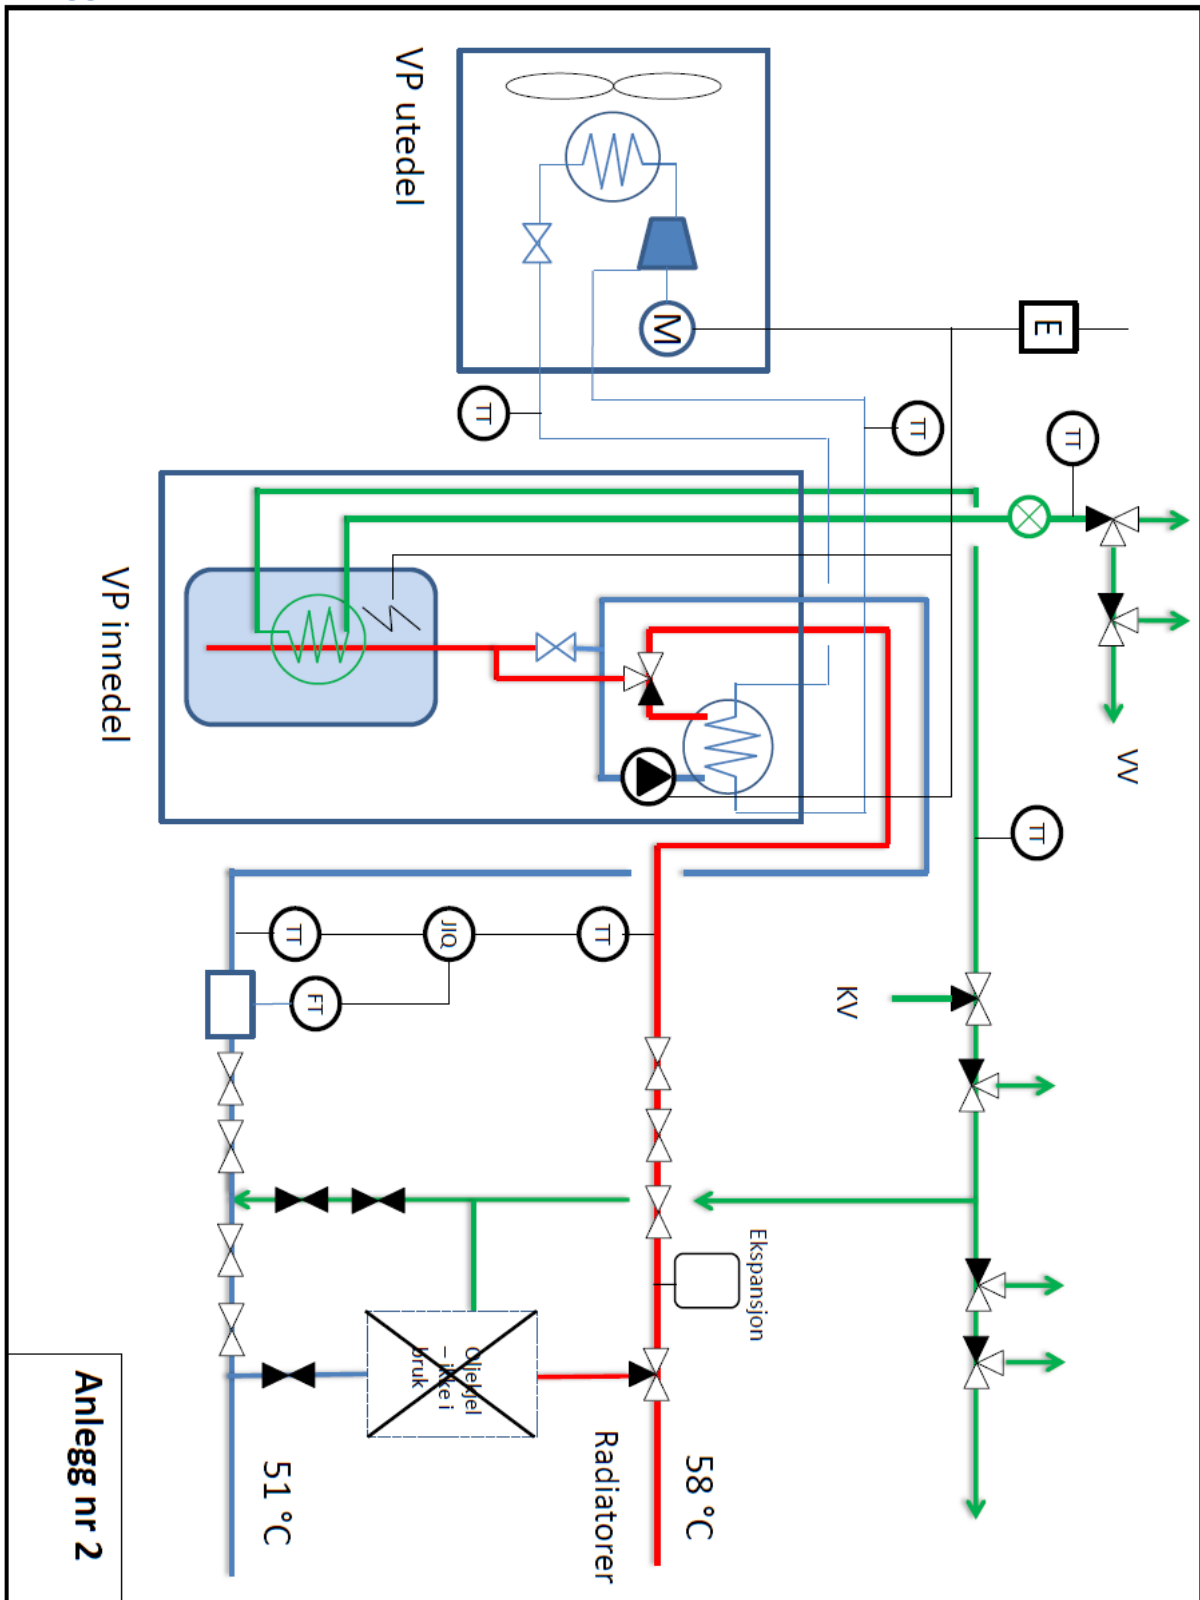 VV
TT
E
TT
TT
KV
Ekspansjon
58 °C
M
Radiatorer
TT
TT
Oljekjel
– ikke i
bruk
JIQ
VP utedel
FT
TT
51 °C
VP innedel
Anlegg nr 2